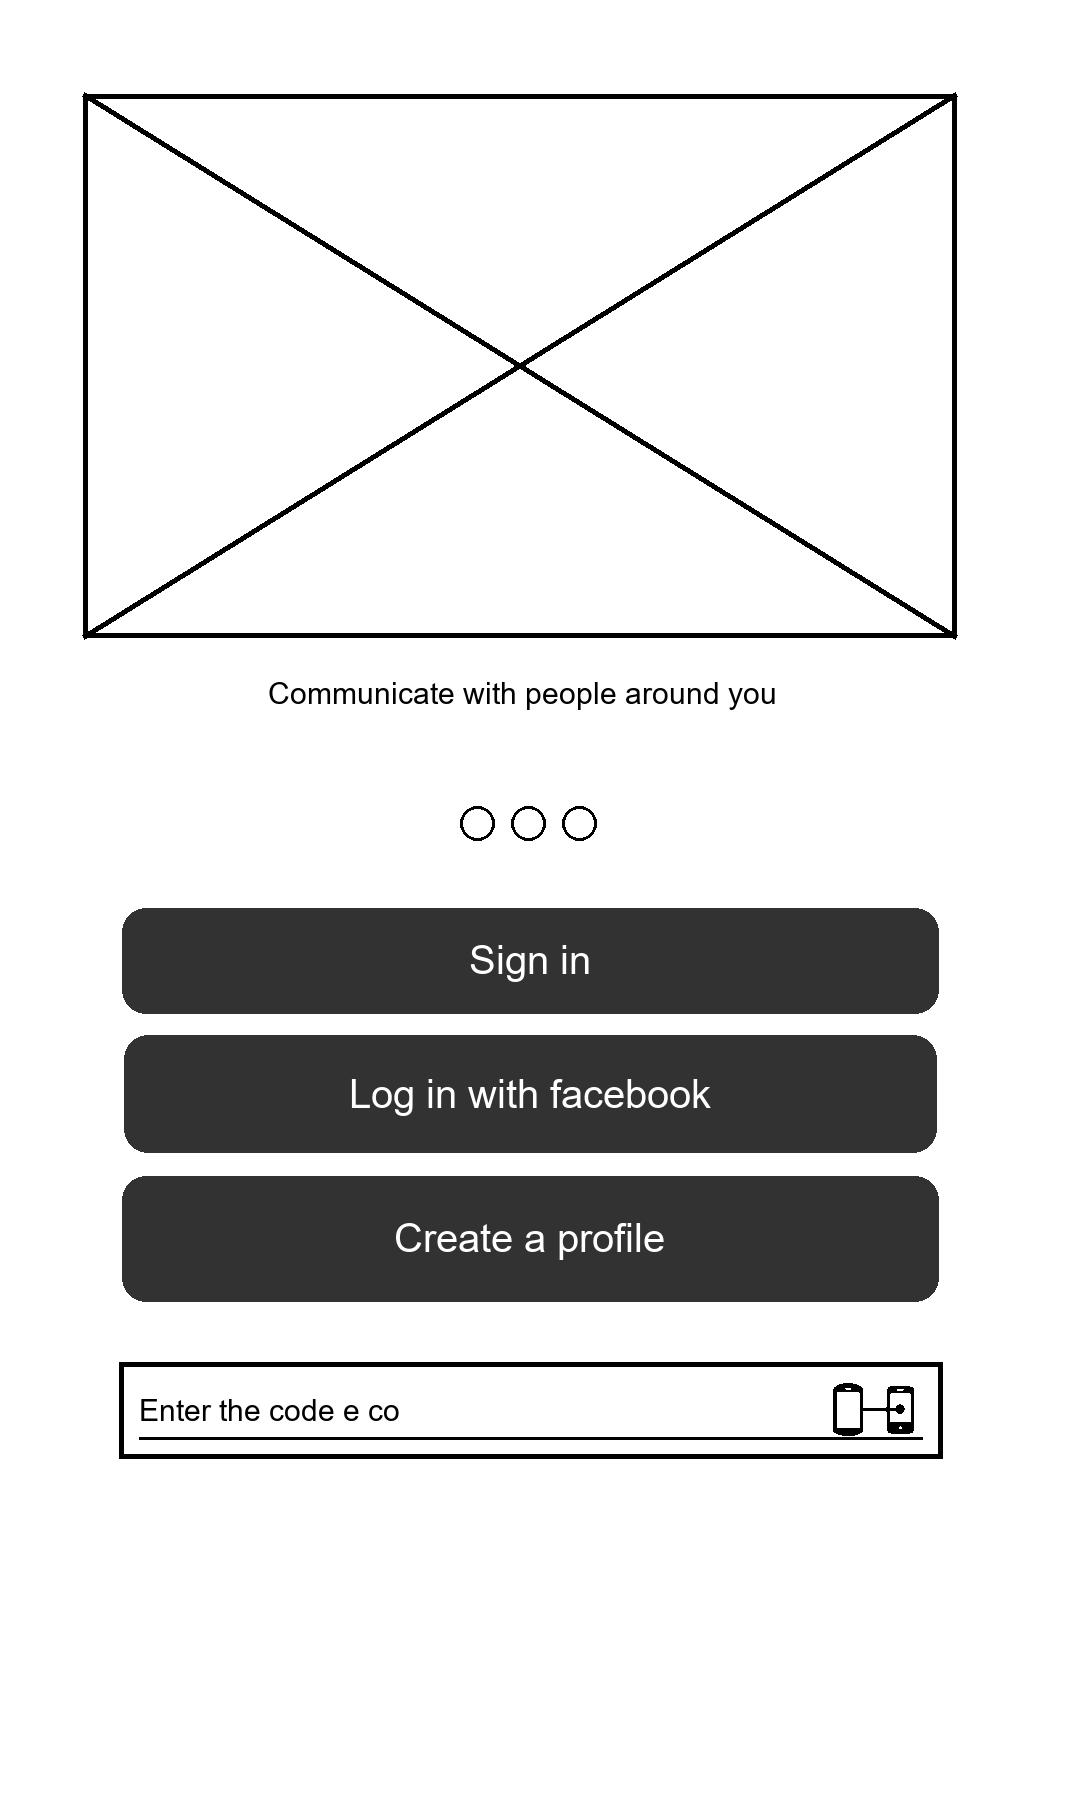 Communicate with people around you
Sign in
Log in with facebook
Create a profile
Enter the code e co